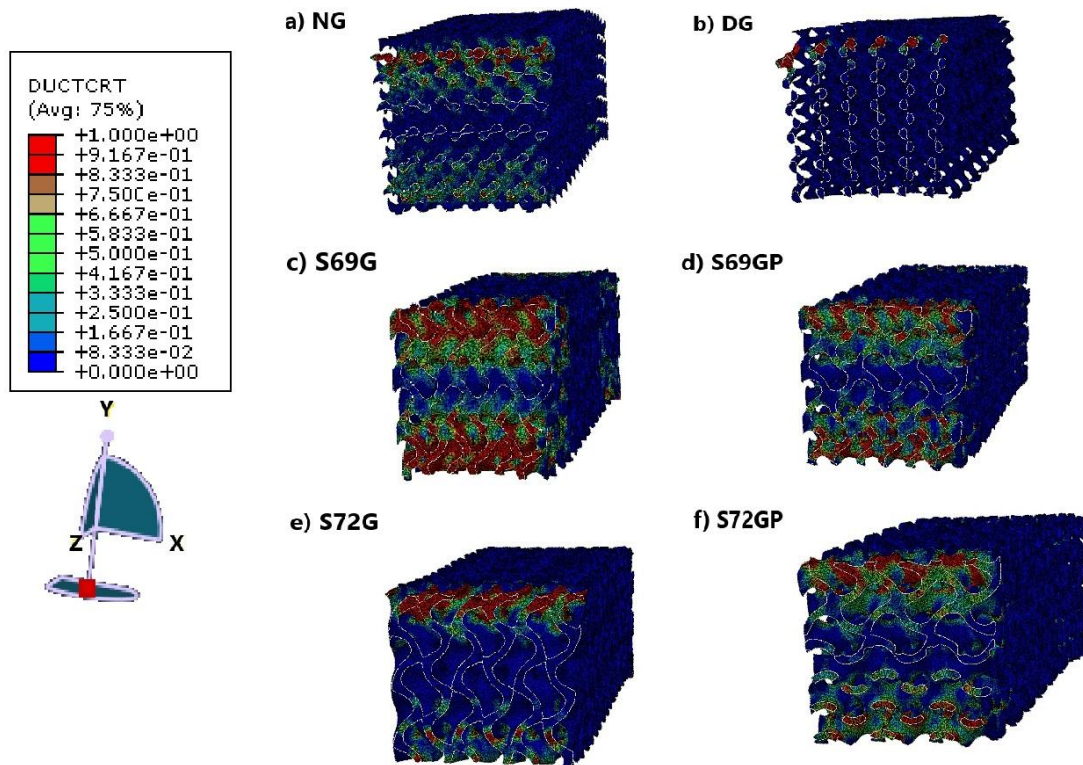 a) NG
b) DG
DUCTCRT
(Avg: 75%)
+1.000e+00
+9.167e-01
+8.333e-01
+7.500e-01
+6.667e-01
+5.833e-01
+5.000e-01
+4.167e-01
+3.333e-01
+2.500e-01
+1.667e-01
+8.333e-02
+0.000e+00
c) S69G
d) S69GP
Y
Z
X
e) S72G
f) S72GP